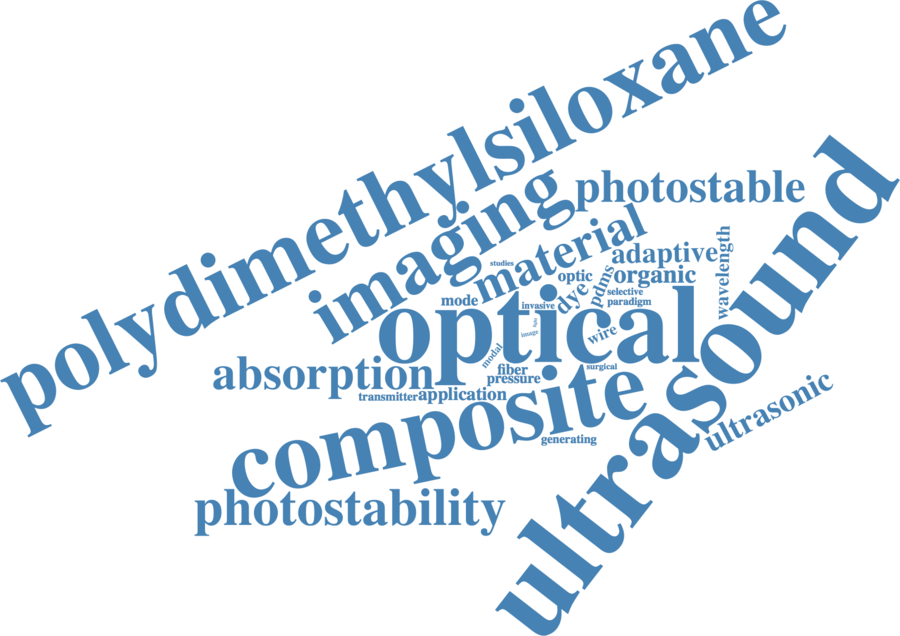 polydimethylsiloxane
imaging
photostable
ultrasound
material
adaptive
wavelength
studies
optic
organic
pdms
dye
selective
mode
invasive
paradigm
optical
image
wire
modal
absorption
fiber
surgical
pressure
transmitter
application
composite
ultrasonic
generating
photostability